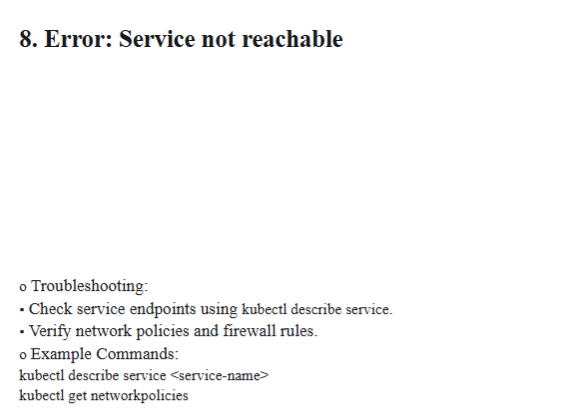 8. Error: Service not reachable
o Troubleshooting:
▪ Check service endpoints using kubectl describe service.
▪ Verify network policies and firewall rules.
o Example Commands:
kubectl describe service <service-name>
kubectl get networkpolicies